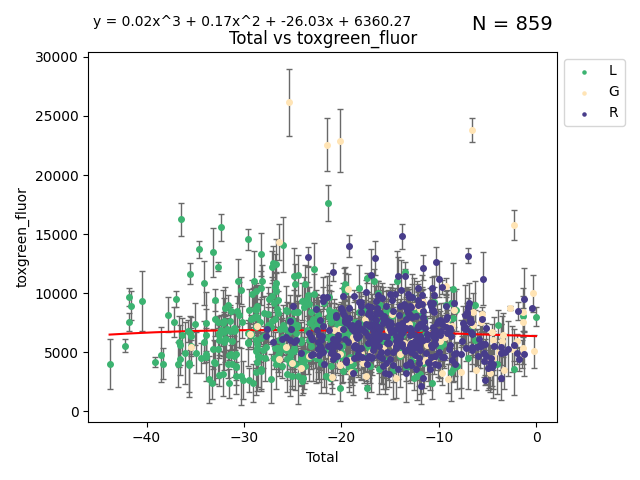 y = 0.02x^3 + 0.17x^2 + -26.03x + 6360.27
N = 859
Total vs toxgreen_fluor
30000
25000
20000
15000
10000
5000
0
toxgreen_fluor
−40
−30
−20
−10
0
Total
L
G
R